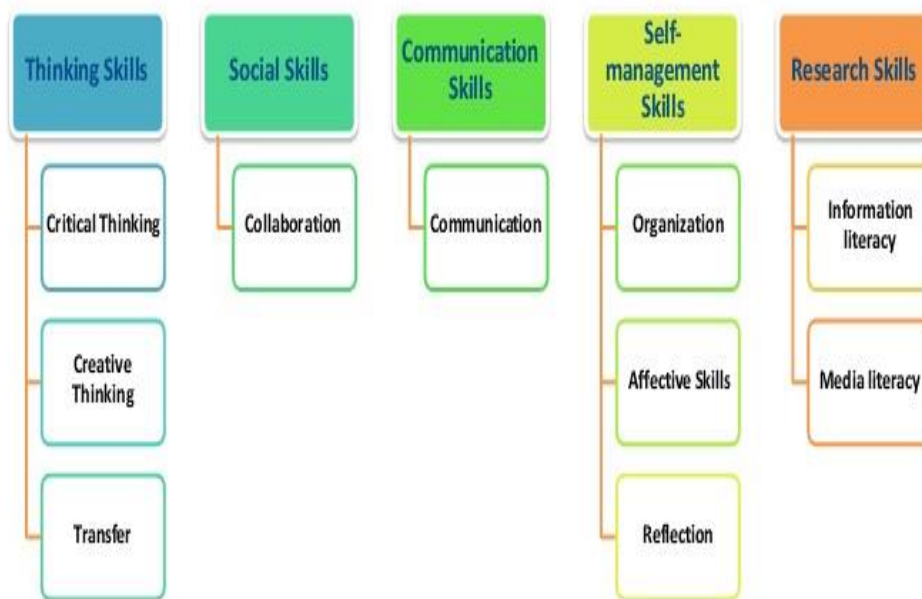 Thinking Skills
Social Skills
Communication
Skills
Self-
management
Skills
Research Skills
Critical Thinking
Creative
Thinking
Transfer
Collaboration
Communication
Organization
Affective Skills
Reflection
Information
literacy
Media literacy